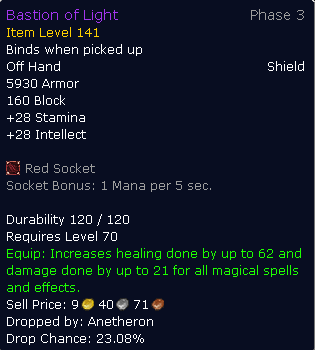 Bastion of Light Phase 3
Item Level 141
Binds when picked up
Off Hand Shield
5930 Armor
160 Block
+28 Stamina
+28 Intellect
Red Socket
Socket Bonus: 1 Mana per 5 sec.
Durability 120 / 120
Requires Level 70
Equip: Increases healing done by up to 62 and
damage done by up to 21 for all magical spells
and effects.
Sell Price: 9 40 71
Dropped by: Anetheron
Drop Chance: 23.08%